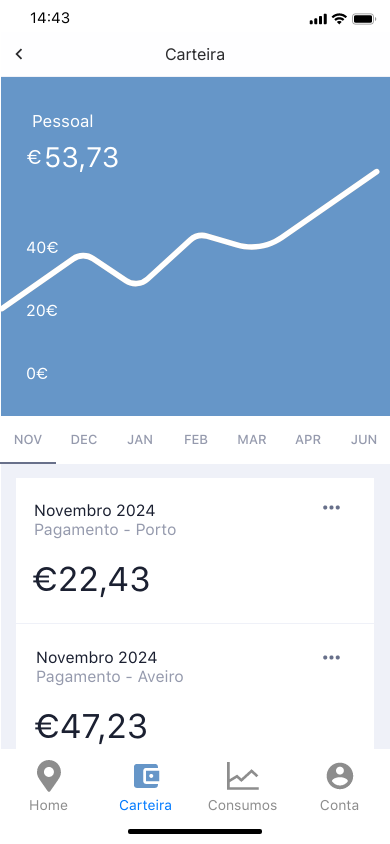 14:43
Carteira
Pessoal
€53,73
40€
20€
0€
NOV DEC JAN FEB MAR APR JUN
Novembro 2024
Pagamento - Porto
€22,43
Novembro 2024
Pagamento - Aveiro
€47,23
Home Carteira Consumos Conta